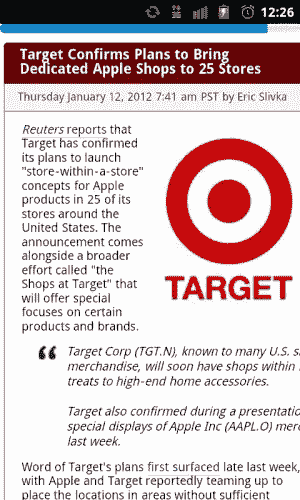 12:26
Target Confirms Plans to Bring
Dedicated Apple Shops to 25 Stores
Thursday January 12, 2012 7:41 am PST by Eric Slivka
Reuters reports that
Target has confirmed
its plans to launch
"store-within-a-store"
concepts for Apple
products in 25 of its
stores around the
United States. The
announcement comes
alongside a broader
effort called "the
Shops at Target" that
will offer special
focuses on certain
products and brands.
TARGET
“
Target Corp (TGT.N), known to many U.S. s
merchandise, will soon have shops within
treats to high-end home accessories.
Target also confirmed during a presentatio
special displays of Apple Inc (AAPL.O) merc
last week.
Word of Target's plans first surfaced late last week,
with Apple and Target reportedly teaming up to
place the locations in areas without sufficient